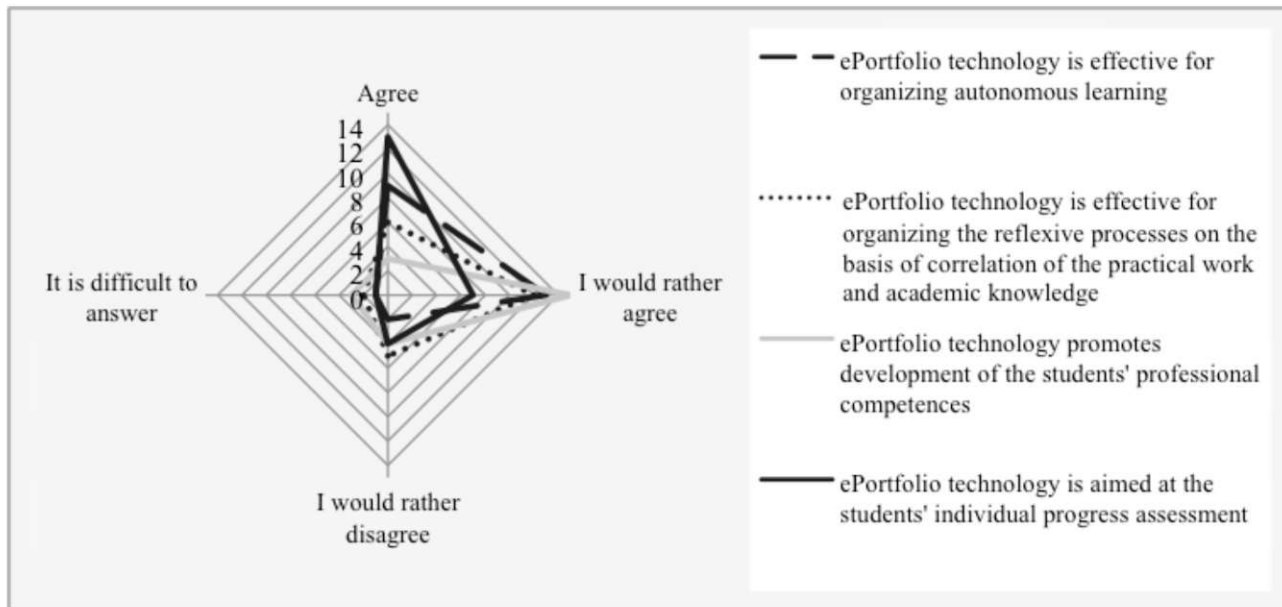 Agree
14
12
10
8
6
4
2
0
It is difficult to
answer
I would rather
agree
I would rather
disagree
ePortfolio technology is effective for
organizing autonomous learning
ePortfolio technology is effective for
organizing the reflexive processes on the
basis of correlation of the practical work
and academic knowledge
ePortfolio technology promotes
development of the students' professional
competences
ePortfolio technology is aimed at the
students' individual progress assessment